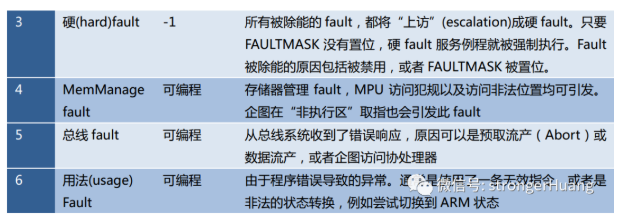 3 硬(hard)fault -1 所有被除能的 fault，都将“上访”(escalation)成硬 fault。只要
FAULTMASK 没有置位，硬 fault 服务例程就被强制执行。Fault
被除能的原因包括被禁用，或者 FAULTMASK 被置位。
4 MemManage 可编程 存储器管理 fault，MPU 访问犯规以及访问非法位置均可引发。
fault 企图在“非执行区”取指也会引发此 fault
5 总线 fault 可编程 从总线系统收到了错误响应，原因可以是预取流产（Abort）或
数据流产，或者企图访问协处理器
6 用法(usage) 可编程 由于程序错误导致的异常。通 是使用了一条无效指令，或者是
Fault 非法的状态转换，例如尝试切换到 ARM 状态
微信号: strongerHuang